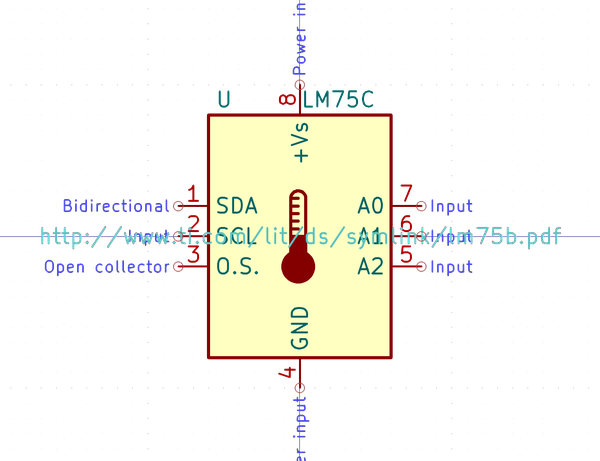 Power in
8
U LM75C
+Vs
Bidirectional 1 SDA A0 7 Input
Input 2 SCL A1 6 Input
http://www.ti.com/lit/ds/symlink/lm75b.pdf
Open collector 3 O.S. A2 5 Input
GND
4
er input